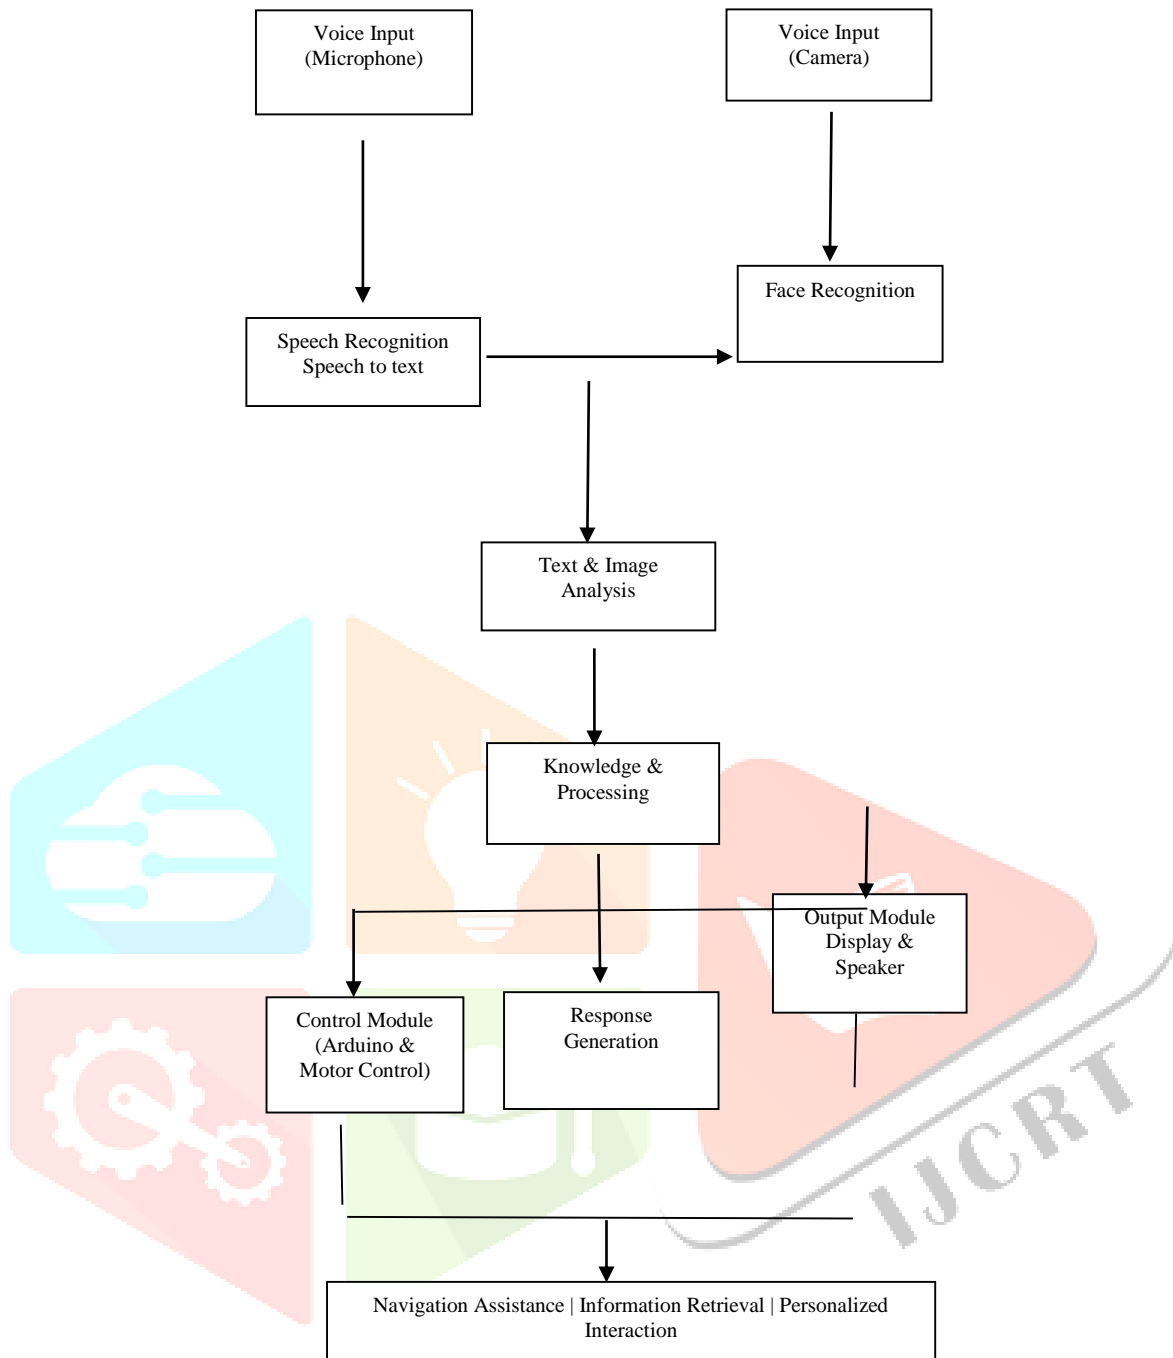 Voice Input
(Microphone)
Voice Input
(Camera)
Face Recognition
Speech Recognition
Speech to text
Text & Image
Analysis
Knowledge &
Processing
Output Module
Display &
Speaker
Control Module
(Arduino &
Motor Control)
Response
Generation
IJCRT
Navigation Assistance | Information Retrieval | Personalized
Interaction